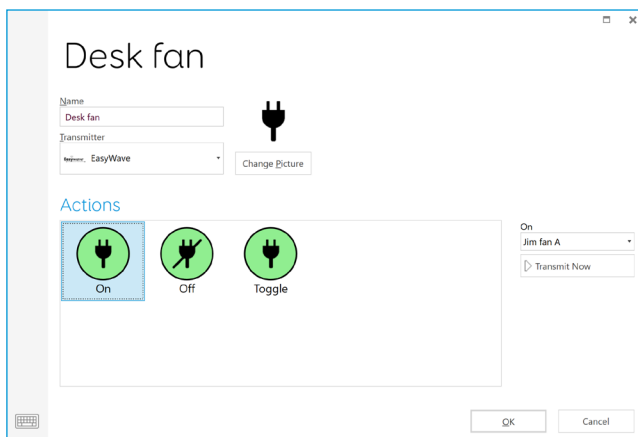 Desk fan
Name
Desk fan
Transmitter
EasyWave
Change Picture
Actions
On
Off
Toggle
On
Jim fan A
Transmit Now
OK
Cancel